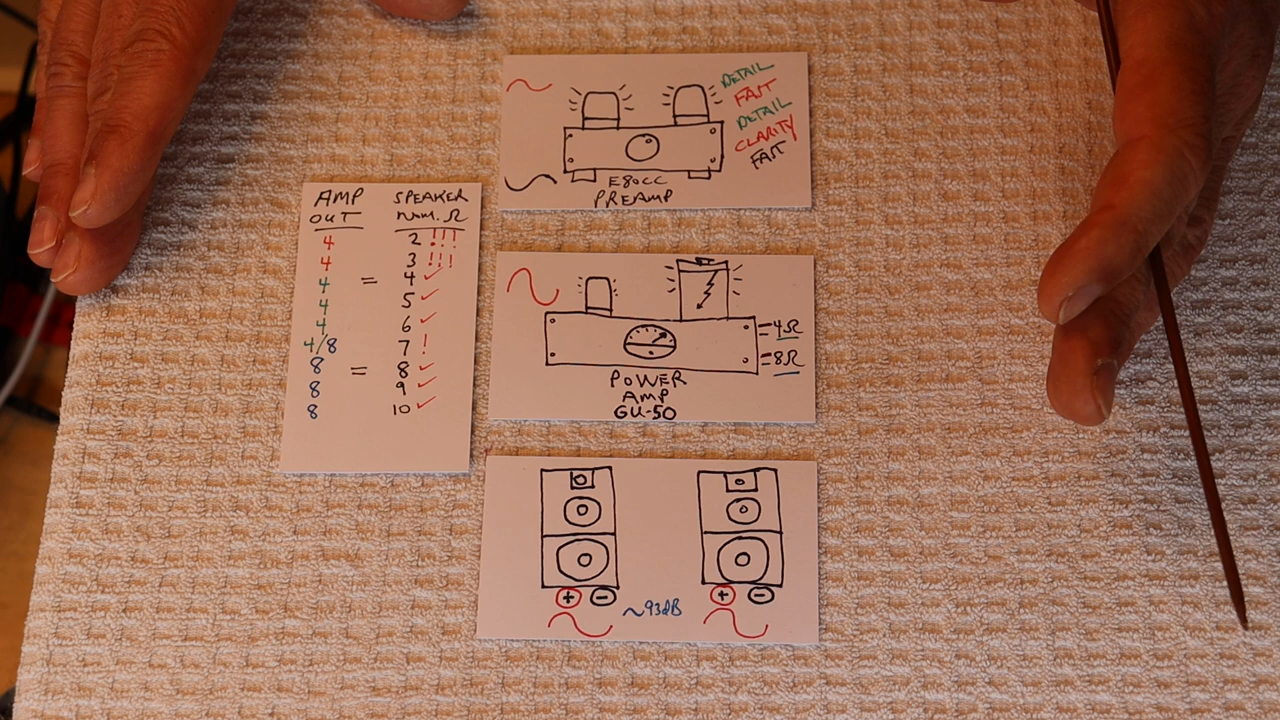 AMP SPEAKER
OUT NOM. Ω
4 2 !!!
4 3 !!!
4 = 4 ✓
4 5 ✓
4 6 ✓
4/8 7 !
8 = 8 ✓
8 9 ✓
8 10 ✓
DETAIL
FAST
DETAIL
CLARITY
FAST
E80CC
PREAMP
4Ω
8Ω
POWER
AMP
GU-50
+ − ~93dB + −